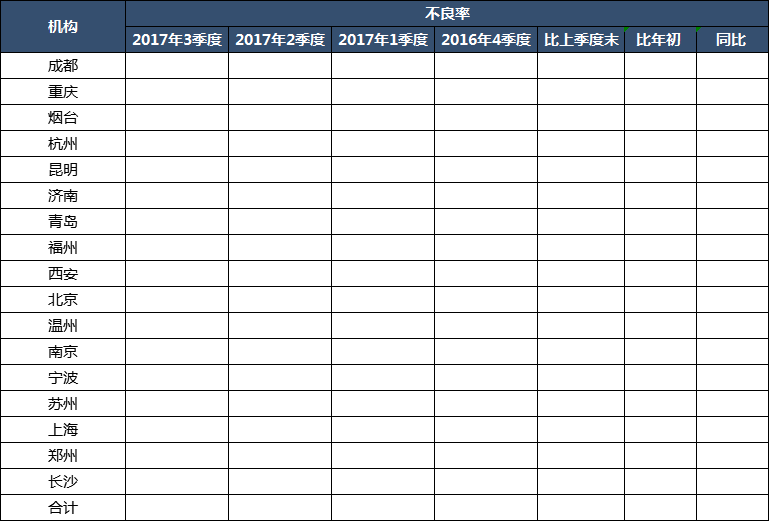 机构
不良率
2017年3季度 2017年2季度 2017年1季度 2016年4季度 比上季度末 比年初 同比
成都
重庆
烟台
杭州
昆明
济南
青岛
福州
西安
北京
温州
南京
宁波
苏州
上海
郑州
长沙
合计